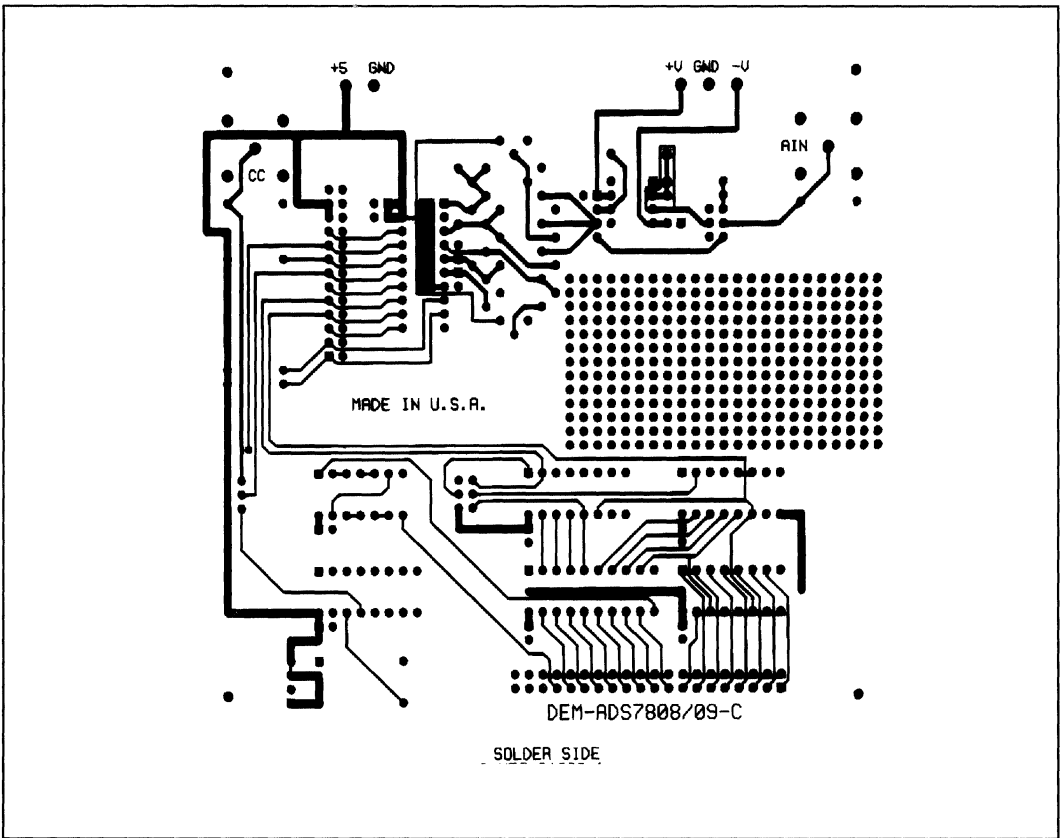 +5 GND
+V GND -V
AIN
CC
MADE IN U.S.A.
DEM-ADS7808/09-C
SOLDER SIDE